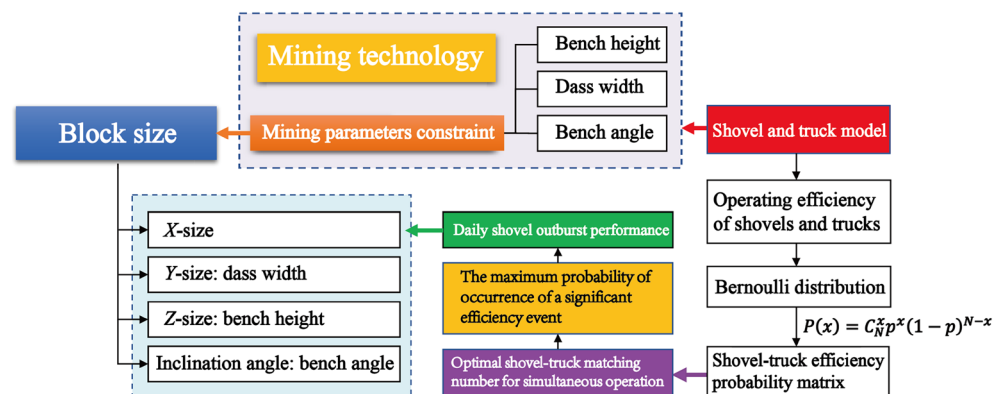 Mining technology
Bench height
Dass width
Bench angle
Block size
Mining parameters constraint
Shovel and truck model
X-size
Y-size: dass width
Z-size: bench height
Inclination angle: bench angle
Daily shovel outburst performance
The maximum probability of
occurrence of a significant
efficiency event
Optimal shovel-truck matching
number for simultaneous operation
Operating efficiency
of shovels and trucks
Bernoulli distribution
P(x) = C_N^x p^x (1 − p)^{N−x}
Shovel-truck efficiency
probability matrix